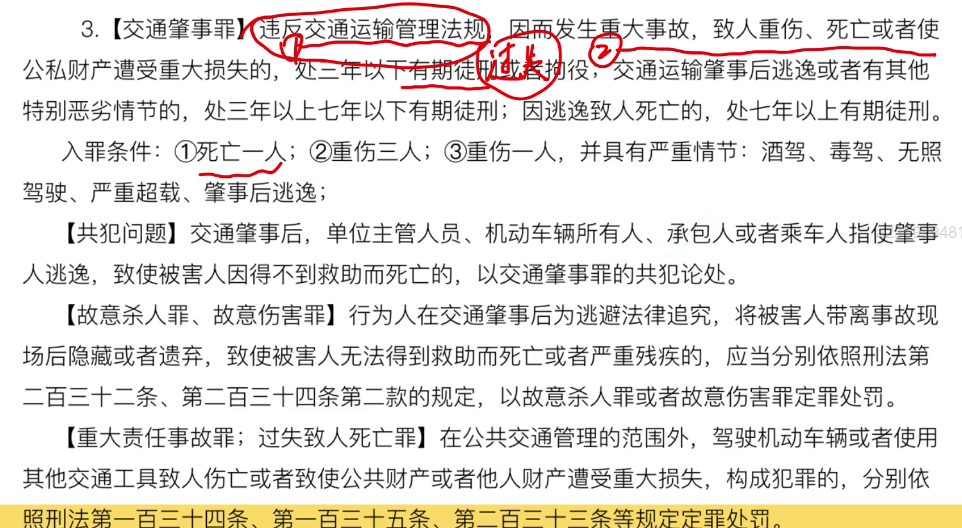 3.【交通肇事罪】违反交通运输管理法规，因而发生重大事故，致人重伤、死亡或者使
① 过失 ②
公私财产遭受重大损失的，处三年以下有期徒刑或者拘役；交通运输肇事后逃逸或者有其他
特别恶劣情节的，处三年以上七年以下有期徒刑；因逃逸致人死亡的，处七年以上有期徒刑。
入罪条件：①死亡一人；②重伤三人；③重伤一人，并具有严重情节：酒驾、毒驾、无照
驾驶、严重超载、肇事后逃逸；
【共犯问题】交通肇事后，单位主管人员、机动车辆所有人、承包人或者乘车人指使肇事
人逃逸，致使被害人因得不到救助而死亡的，以交通肇事罪的共犯论处。
【故意杀人罪、故意伤害罪】行为人在交通肇事后为逃避法律追究，将被害人带离事故现
场后隐藏或者遗弃，致使被害人无法得到救助而死亡或者严重残疾的，应当分别依照刑法第
二百三十二条、第二百三十四条第二款的规定，以故意杀人罪或者故意伤害罪定罪处罚。
【重大责任事故罪；过失致人死亡罪】在公共交通管理的范围外，驾驶机动车辆或者使用
其他交通工具致人伤亡或者致使公共财产或者他人财产遭受重大损失，构成犯罪的，分别依
照刑法第一百三十四条、第一百三十五条、第二百三十三条等规定定罪处罚。